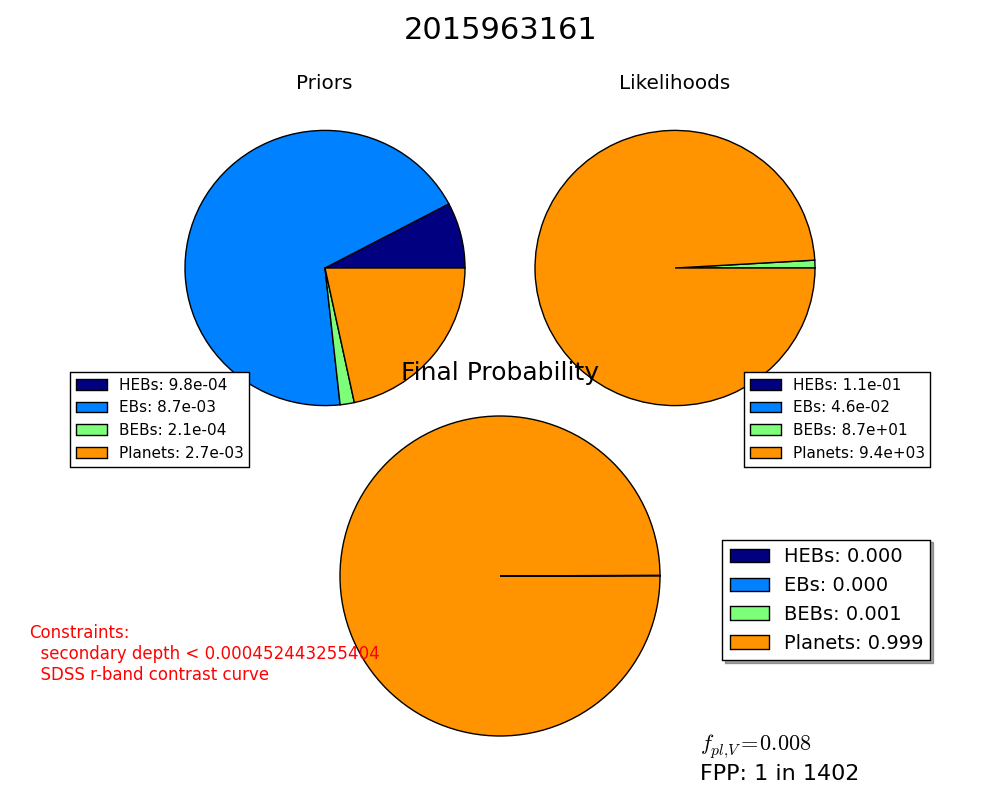 2015963161
Priors
Likelihoods
HEBs: 9.8e-04
EBs: 8.7e-03
BEBs: 2.1e-04
Planets: 2.7e-03
HEBs: 1.1e-01
EBs: 4.6e-02
BEBs: 8.7e+01
Planets: 9.4e+03
Final Probability
HEBs: 0.000
EBs: 0.000
BEBs: 0.001
Planets: 0.999
Constraints:
secondary depth < 0.000452443255404
SDSS r-band contrast curve
f_{pl,V}=0.008
FPP: 1 in 1402